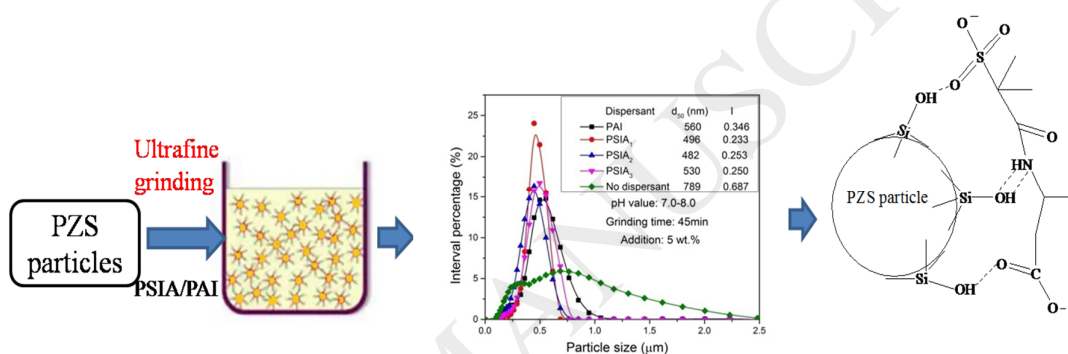 Ultrafine
grinding
PZS
particles
PSIA/PAI
Interval percentage (%)
25
20
15
10
5
0
0.0 0.5 1.0 1.5 2.0 2.5
Particle size (μm)
Dispersant d50 (nm) I
PAI 560 0.346
PSIA1 496 0.233
PSIA2 482 0.253
PSIA3 530 0.250
No dispersant 789 0.687
pH value: 7.0-8.0
Grinding time: 45min
Addition: 5 wt.%
O- O
S
O
OH
Si
O
HN
PZS particle
Si OH
Si
OH
O C
O-
MANUSC